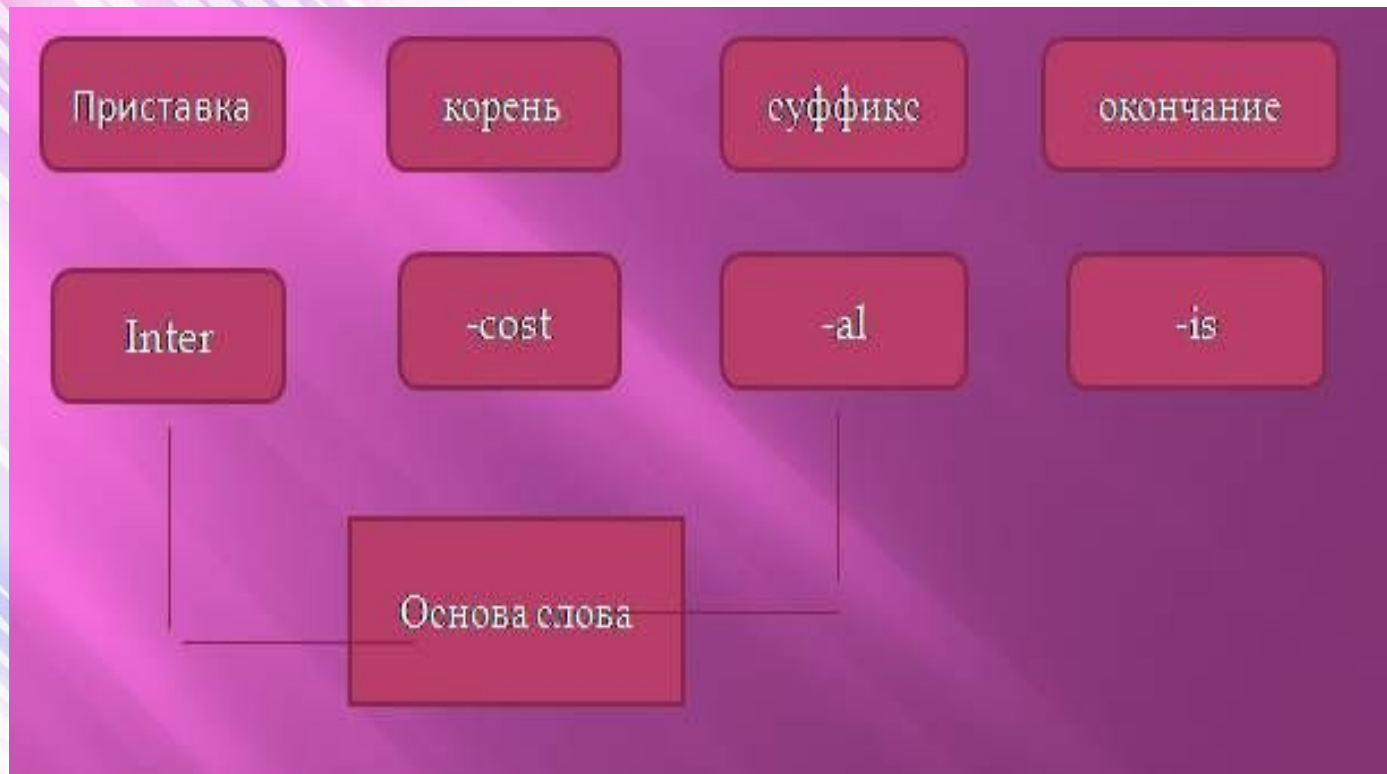 Приставка
корень
суффикс
окончание
Inter
-cost
-al
-is
Основа слова